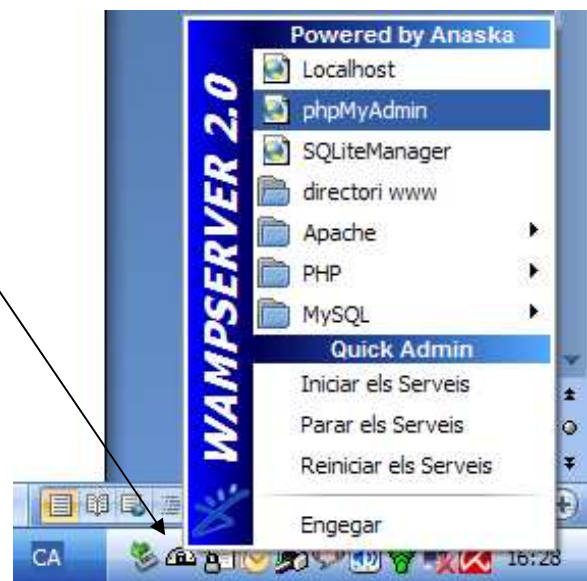 Powered by Anaska
WAMPSERVER 2.0
Localhost
phpMyAdmin
SQLiteManager
directori www
Apache
PHP
MySQL
Quick Admin
Iniciar els Serveis
Parar els Serveis
Reiniciar els Serveis
Engegar
CA
16:28